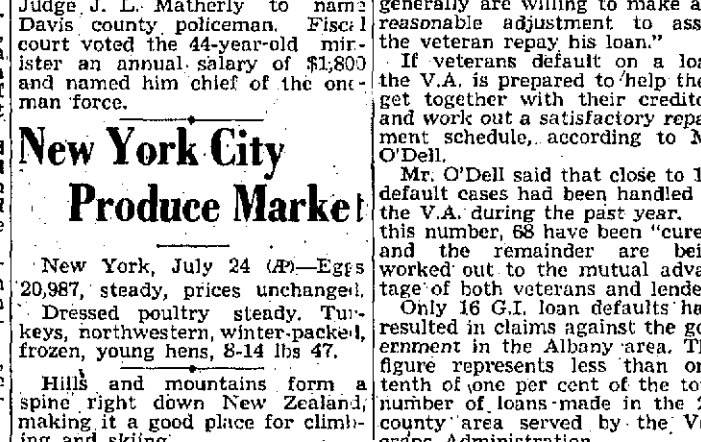 Judge J. L. Matherly to name
Davis county policeman. Fiscal
court voted the 44-year-old min-
ister an annual salary of $1,800
and named him chief of the one-
man force.
New York City
Produce Market
New York, July 24 (AP)—Eggs
20,987, steady, prices unchanged.
Dressed poultry steady. Tur-
keys, northwestern, winter-packed,
frozen, young hens, 8-14 lbs 47.
Hills and mountains form a
spine right down New Zealand,
making it a good place for climb-
ing and skiing.
generally are willing to make a
reasonable adjustment to ass
the veteran repay his loan."
If veterans default on a loa
the V.A. is prepared to help the
get together with their credito
and work out a satisfactory repa
ment schedule, according to M
O'Dell.
Mr. O'Dell said that close to 1
default cases had been handled
the V.A. during the past year.
this number, 68 have been "cure
and the remainder are bei
worked out to the mutual adva
tage of both veterans and lende
Only 16 G.I. loan defaults ha
resulted in claims against the go
ernment in the Albany area. T
figure represents less than on
tenth of one per cent of the to
number of loans made in the 2
county area served by the V
erans Administration